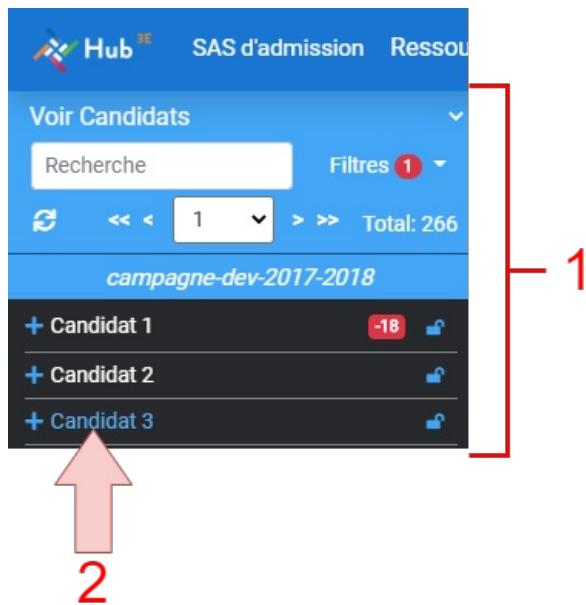 Hub 3E SAS d'admission Ressou
Voir Candidats
Recherche Filtres 1
<< < 1 > >> Total: 266
campagne-dev-2017-2018
+ Candidat 1 -18
+ Candidat 2
+ Candidat 3
1
2